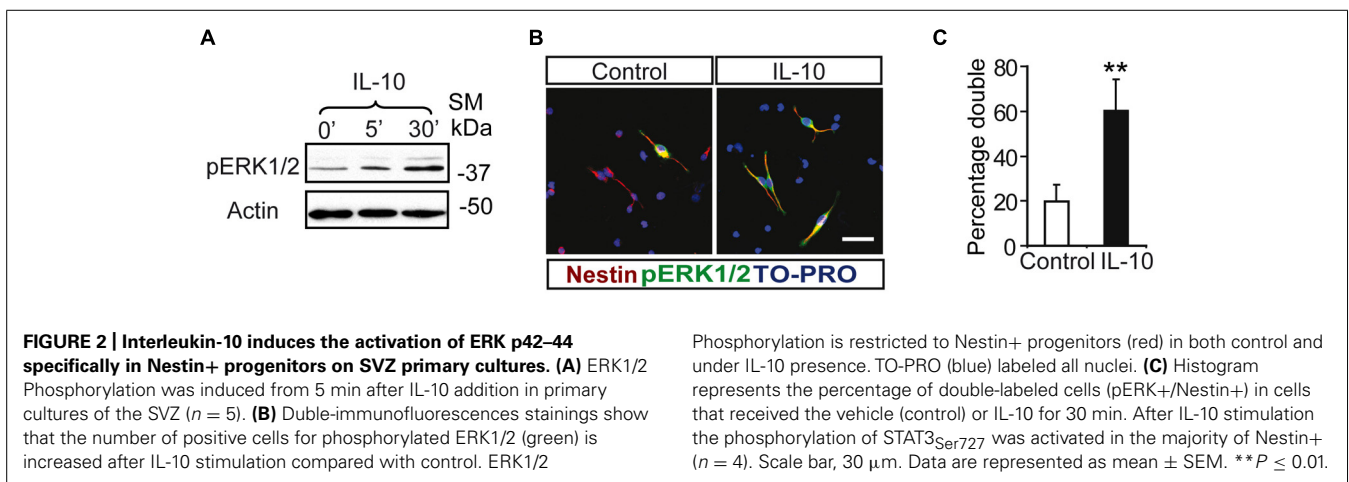 A
IL-10
0' 5' 30'
SM
kDa
pERK1/2
-37
Actin
-50
B
Control IL-10
Nestin pERK1/2 TO-PRO
C
Percentage double
80
60
40
20
0
**
Control IL-10
FIGURE 2 | Interleukin-10 induces the activation of ERK p42–44
specifically in Nestin+ progenitors on SVZ primary cultures. (A) ERK1/2
Phosphorylation was induced from 5 min after IL-10 addition in primary
cultures of the SVZ (n = 5). (B) Duble-immunofluorescences stainings show
that the number of positive cells for phosphorylated ERK1/2 (green) is
increased after IL-10 stimulation compared with control. ERK1/2
Phosphorylation is restricted to Nestin+ progenitors (red) in both control and
under IL-10 presence. TO-PRO (blue) labeled all nuclei. (C) Histogram
represents the percentage of double-labeled cells (pERK+/Nestin+) in cells
that received the vehicle (control) or IL-10 for 30 min. After IL-10 stimulation
the phosphorylation of STAT3Ser727 was activated in the majority of Nestin+
(n = 4). Scale bar, 30 μm. Data are represented as mean ± SEM. **P ≤ 0.01.